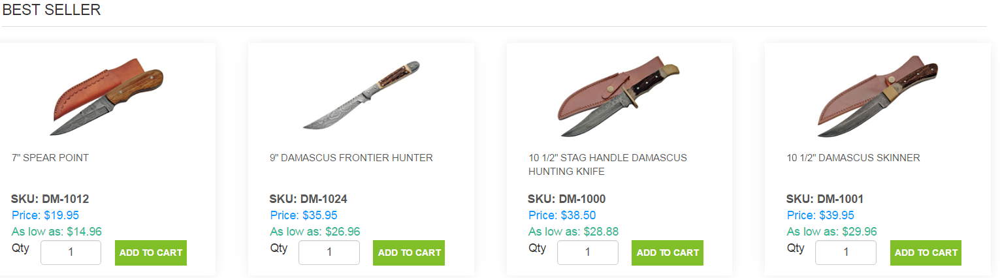 BEST SELLER
7" SPEAR POINT
SKU: DM-1012
Price: $19.95
As low as: $14.96
Qty 1 ADD TO CART
9" DAMASCUS FRONTIER HUNTER
SKU: DM-1024
Price: $35.95
As low as: $26.96
Qty 1 ADD TO CART
10 1/2" STAG HANDLE DAMASCUS
HUNTING KNIFE
SKU: DM-1000
Price: $38.50
As low as: $28.88
Qty 1 ADD TO CART
10 1/2" DAMASCUS SKINNER
SKU: DM-1001
Price: $39.95
As low as: $29.96
Qty 1 ADD TO CART